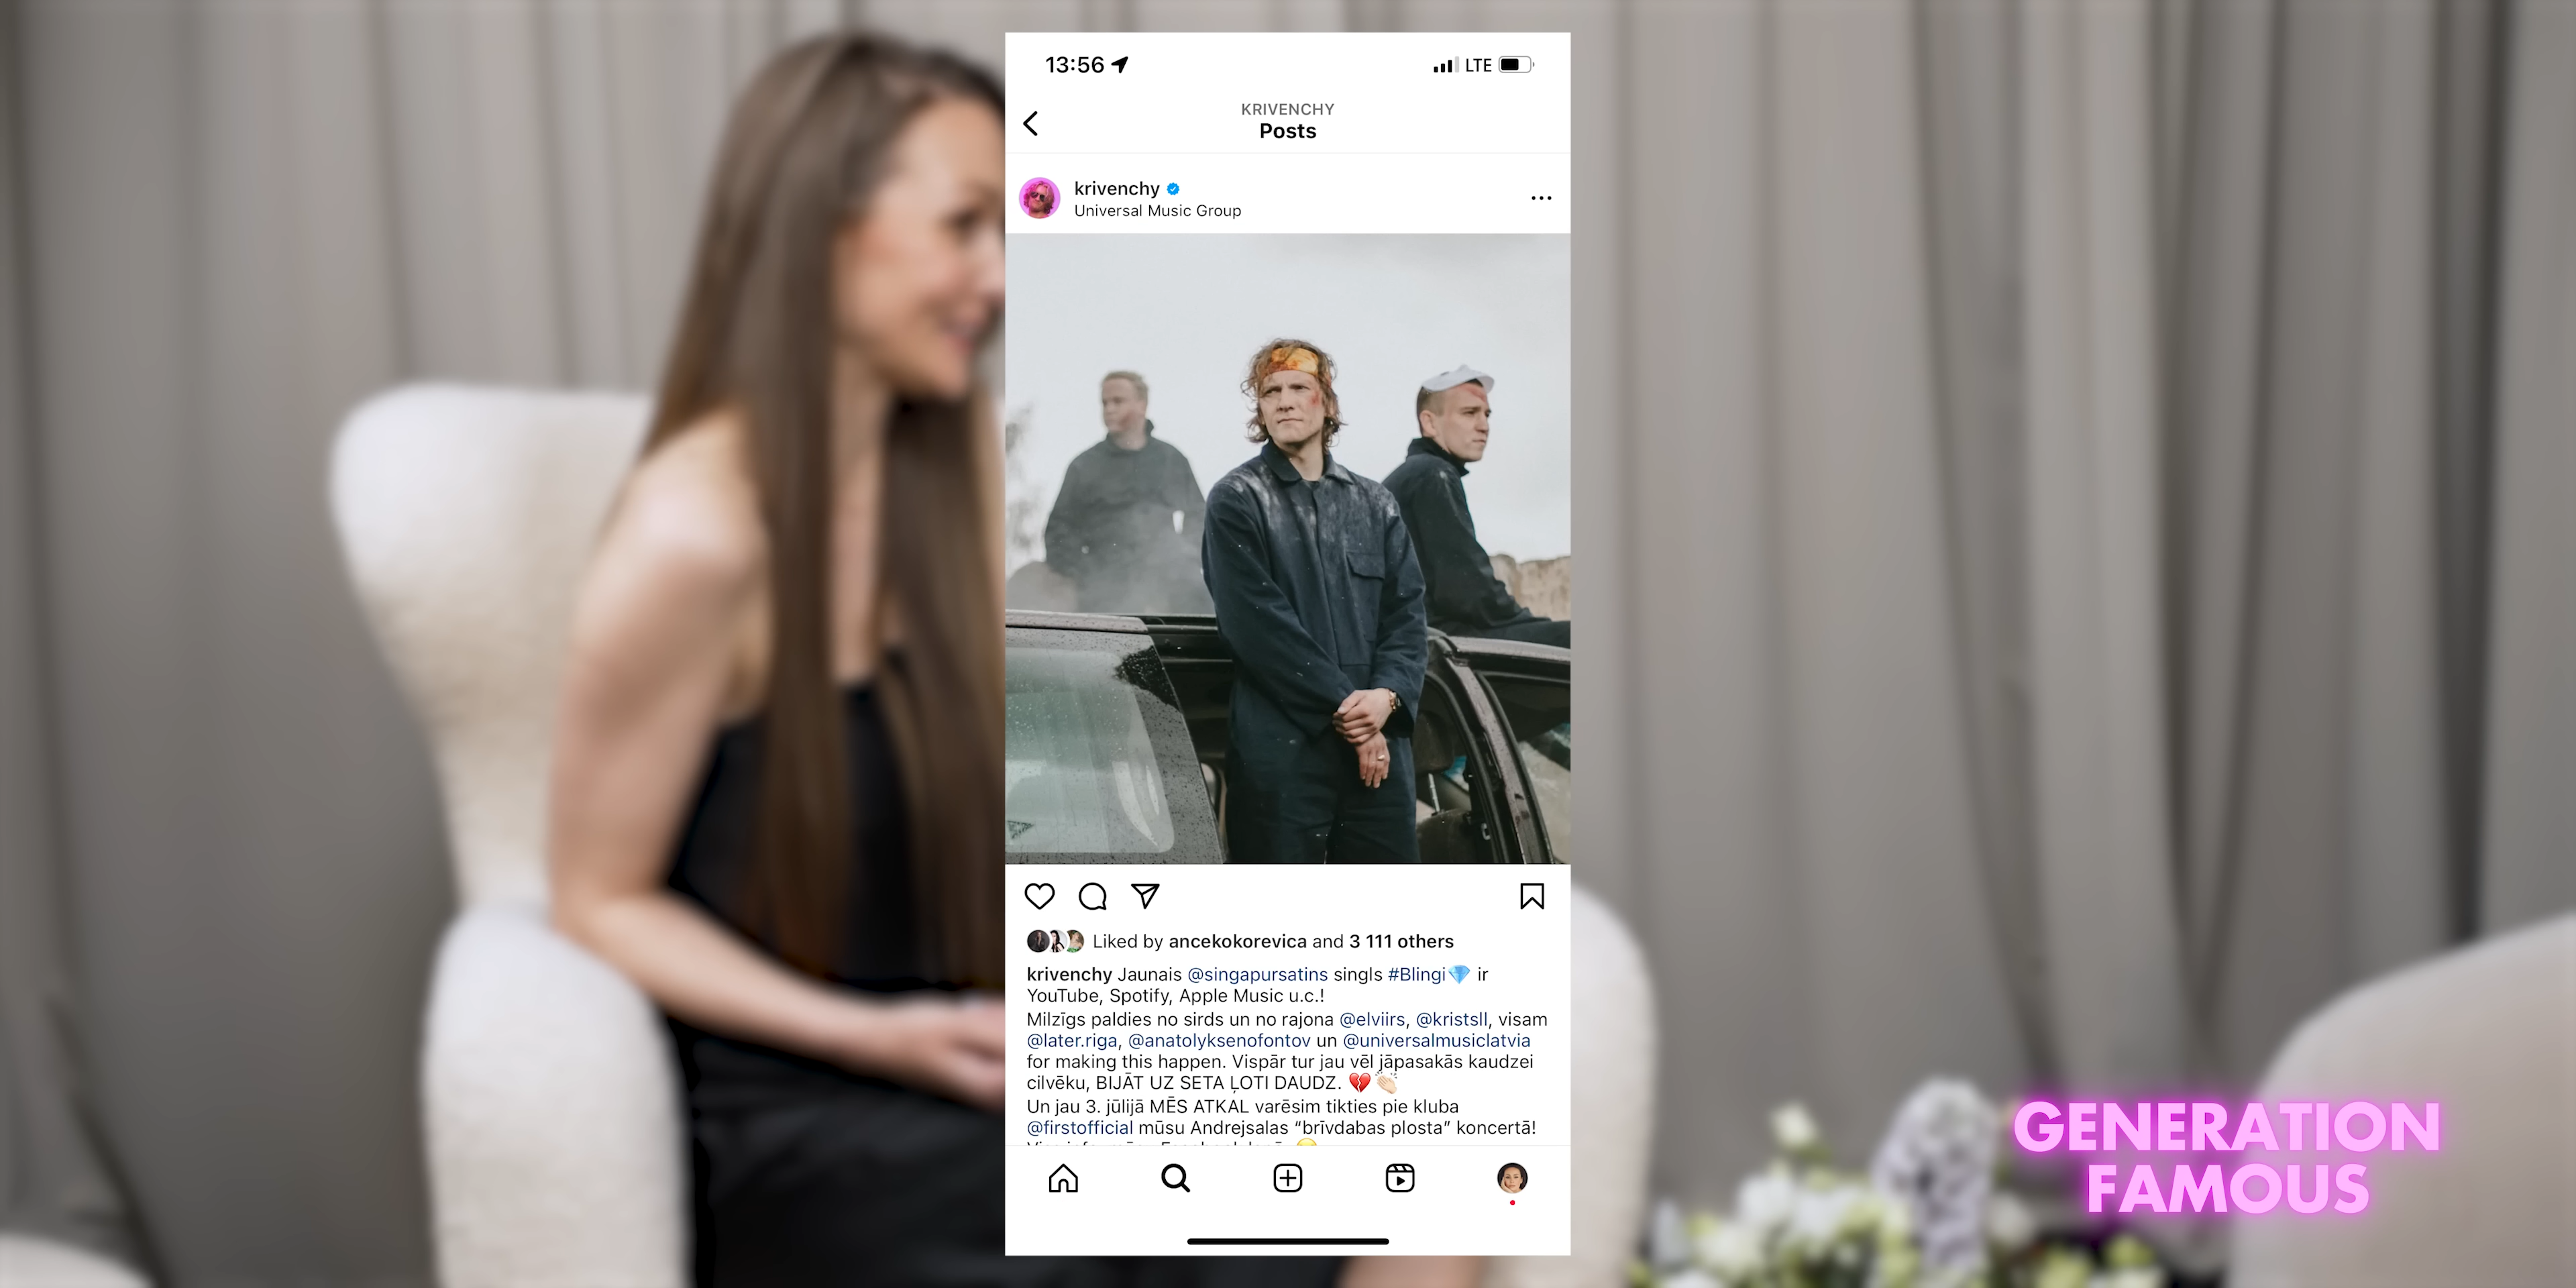 13:56
LTE
KRIVENCHY
Posts
krivenchy
Universal Music Group
Liked by ancekokorevica and 3 111 others
krivenchy Jaunais @singapursatins singls #Blingi💎 ir
YouTube, Spotify, Apple Music u.c.!
Milzīgs paldies no sirds un no rajona @elviirs, @kristsll, visam
@later.riga, @anatolyksenofontov un @universalmusiclatvia
for making this happen. Vispār tur jau vēl jāpasakās kaudzei
cilvēku, BIJĀT UZ SETA ĻOTI DAUDZ. 💔👏🏻
Un jau 3. jūlijā MĒS ATKAL varēsim tikties pie kluba
@firstofficial mūsu Andrejsalas “brīvdabas plosta” koncertā!
GENERATION
FAMOUS